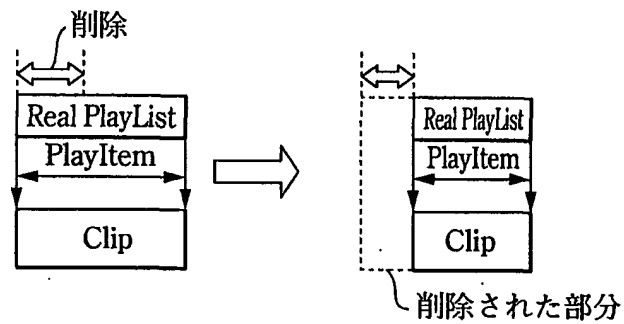 削除
Real PlayList
PlayItem
Clip
Real PlayList
PlayItem
Clip
削除された部分